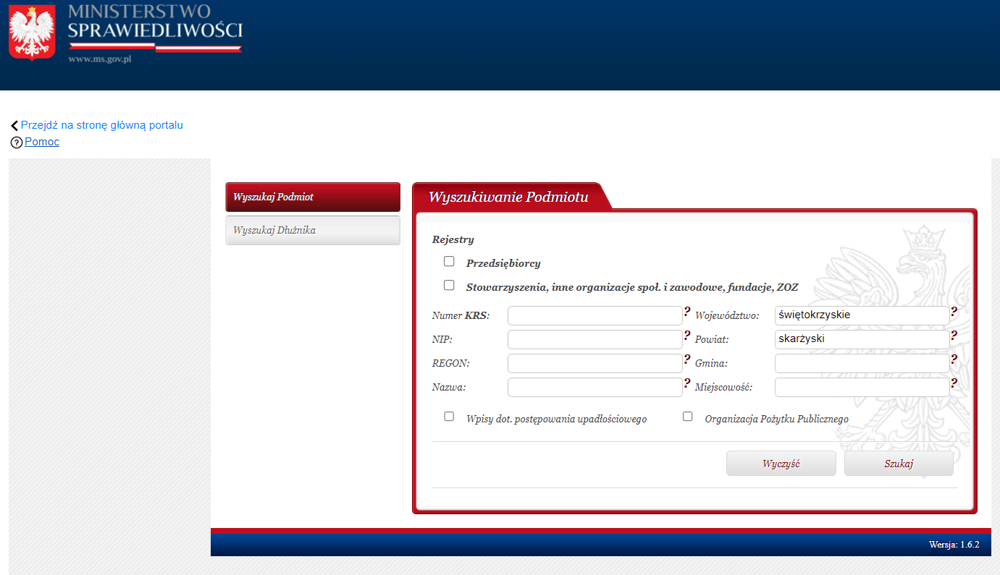 MINISTERSTWO
SPRAWIEDLIWOŚCI
www.ms.gov.pl
Przejdź na stronę główną portalu
? Pomoc
Wyszukaj Podmiot
Wyszukaj Dłużnika
Wyszukiwanie Podmiotu
Rejestry
Przedsiębiorcy
Stowarzyszenia, inne organizacje społ. i zawodowe, fundacje, ZOZ
Numer KRS: ? Województwo: świętokrzyskie ?
NIP: ? Powiat: skarżyski ?
REGON: ? Gmina: ?
Nazwa: ? Miejscowość: ?
Wpisy dot. postępowania upadłościowego Organizacja Pożytku Publicznego
Wyczyść Szukaj
Wersja: 1.6.2